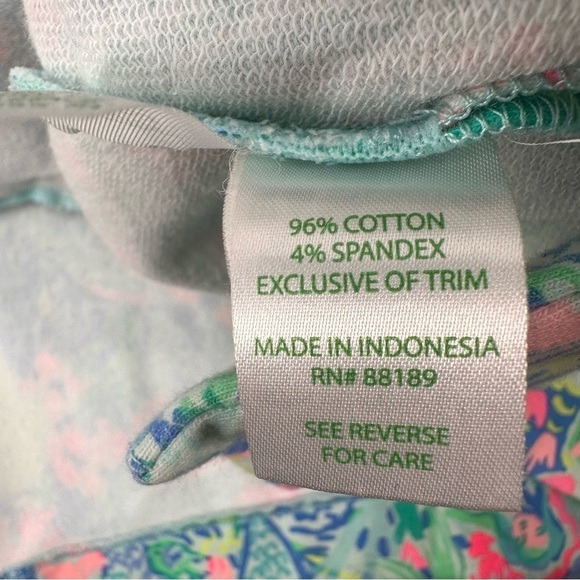 96% COTTON
4% SPANDEX
EXCLUSIVE OF TRIM
MADE IN INDONESIA
RN# 88189
SEE REVERSE
FOR CARE